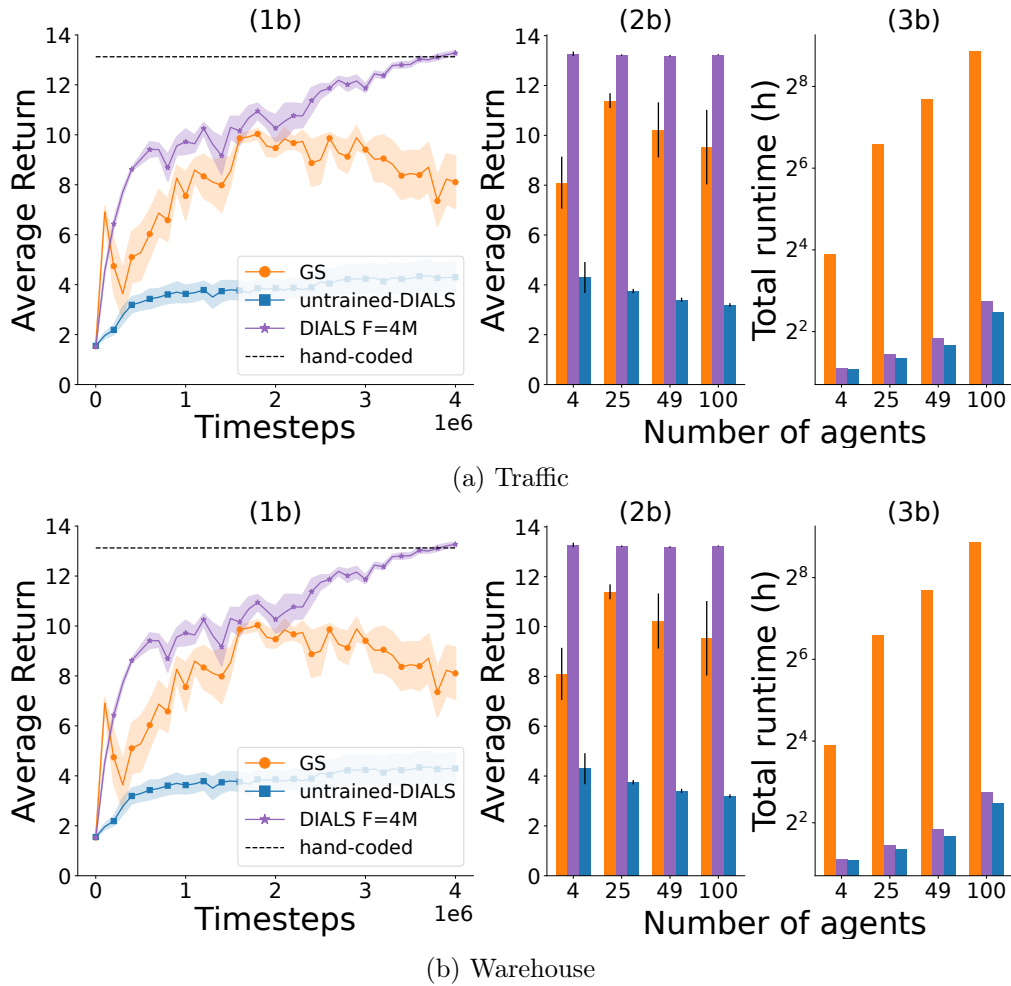 (1b) (2b) (3b)
14
12
10
8
6
4
2
0
Average Return
GS
untrained-DIALS
DIALS F=4M
hand-coded
0 1 2 3 4
1e6
Timesteps
14
12
10
8
6
4
2
0
Average Return
4 25 49 100
2^8
2^6
2^4
2^2
Total runtime (h)
4 25 49 100
Number of agents
(a) Traffic
(1b) (2b) (3b)
14
12
10
8
6
4
2
0
Average Return
GS
untrained-DIALS
DIALS F=4M
hand-coded
0 1 2 3 4
1e6
Timesteps
14
12
10
8
6
4
2
0
Average Return
4 25 49 100
2^8
2^6
2^4
2^2
Total runtime (h)
4 25 49 100
Number of agents
(b) Warehouse